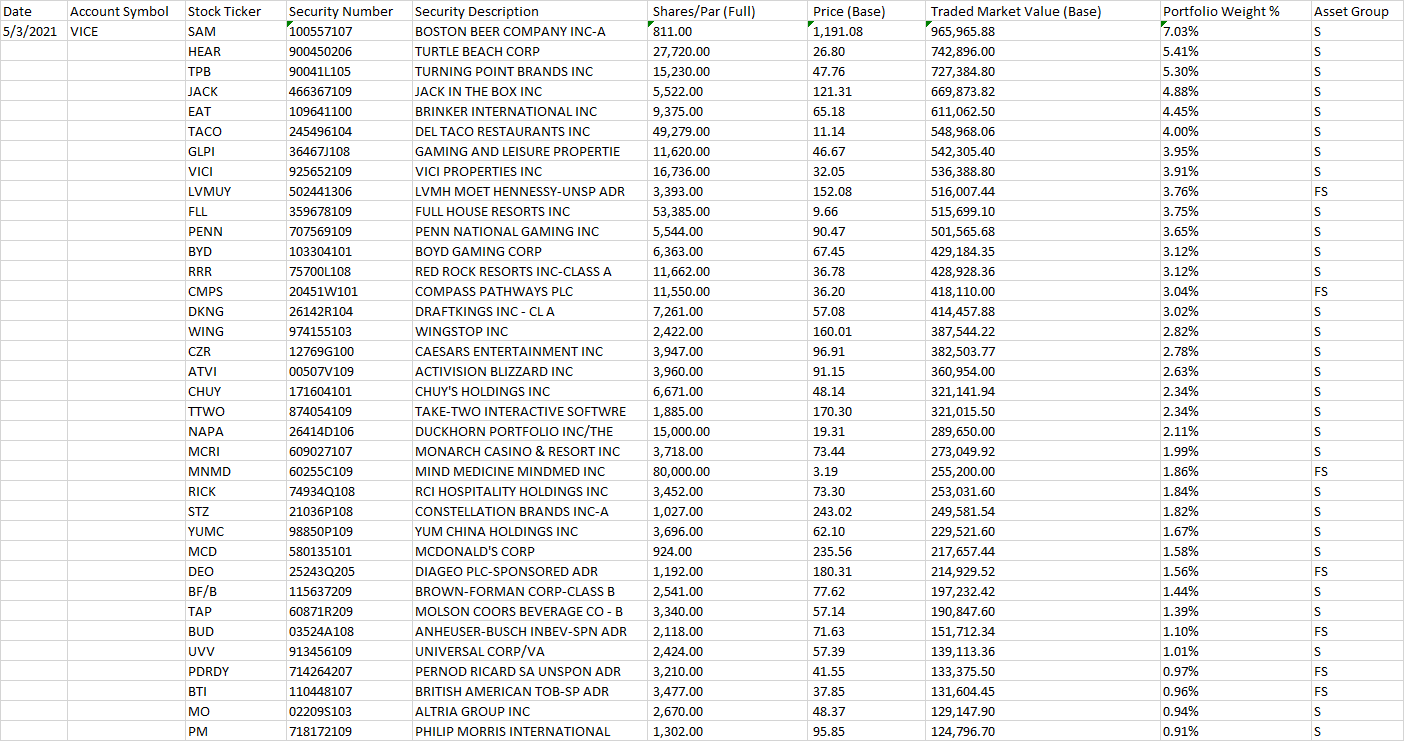 Date Account Symbol Stock Ticker Security Number Security Description Shares/Par (Full) Price (Base) Traded Market Value (Base) Portfolio Weight % Asset Group
5/3/2021 VICE SAM 100557107 BOSTON BEER COMPANY INC-A 811.00 1,191.08 965,965.88 7.03% S
HEAR 900450206 TURTLE BEACH CORP 27,720.00 26.80 742,896.00 5.41% S
TPB 90041L105 TURNING POINT BRANDS INC 15,230.00 47.76 727,384.80 5.30% S
JACK 466367109 JACK IN THE BOX INC 5,522.00 121.31 669,873.82 4.88% S
EAT 109641100 BRINKER INTERNATIONAL INC 9,375.00 65.18 611,062.50 4.45% S
TACO 245496104 DEL TACO RESTAURANTS INC 49,279.00 11.14 548,968.06 4.00% S
GLPI 36467J108 GAMING AND LEISURE PROPERTIE 11,620.00 46.67 542,305.40 3.95% S
VICI 925652109 VICI PROPERTIES INC 16,736.00 32.05 536,388.80 3.91% S
LVMUY 502441306 LVMH MOET HENNESSY-UNSP ADR 3,393.00 152.08 516,007.44 3.76% FS
FLL 359678109 FULL HOUSE RESORTS INC 53,385.00 9.66 515,699.10 3.75% S
PENN 707569109 PENN NATIONAL GAMING INC 5,544.00 90.47 501,565.68 3.65% S
BYD 103304101 BOYD GAMING CORP 6,363.00 67.45 429,184.35 3.12% S
RRR 75700L108 RED ROCK RESORTS INC-CLASS A 11,662.00 36.78 428,928.36 3.12% S
CMPS 20451W101 COMPASS PATHWAYS PLC 11,550.00 36.20 418,110.00 3.04% FS
DKNG 26142R104 DRAFTKINGS INC - CL A 7,261.00 57.08 414,457.88 3.02% S
WING 974155103 WINGSTOP INC 2,422.00 160.01 387,544.22 2.82% S
CZR 12769G100 CAESARS ENTERTAINMENT INC 3,947.00 96.91 382,503.77 2.78% S
ATVI 00507V109 ACTIVISION BLIZZARD INC 3,960.00 91.15 360,954.00 2.63% S
CHUY 171604101 CHUY'S HOLDINGS INC 6,671.00 48.14 321,141.94 2.34% S
TTWO 874054109 TAKE-TWO INTERACTIVE SOFTWRE 1,885.00 170.30 321,015.50 2.34% S
NAPA 26414D106 DUCKHORN PORTFOLIO INC/THE 15,000.00 19.31 289,650.00 2.11% S
MCRI 609027107 MONARCH CASINO & RESORT INC 3,718.00 73.44 273,049.92 1.99% S
MNMD 60255C109 MIND MEDICINE MINDMED INC 80,000.00 3.19 255,200.00 1.86% FS
RICK 74934Q108 RCI HOSPITALITY HOLDINGS INC 3,452.00 73.30 253,031.60 1.84% S
STZ 21036P108 CONSTELLATION BRANDS INC-A 1,027.00 243.02 249,581.54 1.82% S
YUMC 98850P109 YUM CHINA HOLDINGS INC 3,696.00 62.10 229,521.60 1.67% S
MCD 580135101 MCDONALD'S CORP 924.00 235.56 217,657.44 1.58% S
DEO 25243Q205 DIAGEO PLC-SPONSORED ADR 1,192.00 180.31 214,929.52 1.56% FS
BF/B 115637209 BROWN-FORMAN CORP-CLASS B 2,541.00 77.62 197,232.42 1.44% S
TAP 60871R209 MOLSON COORS BEVERAGE CO - B 3,340.00 57.14 190,847.60 1.39% S
BUD 03524A108 ANHEUSER-BUSCH INBEV-SPN ADR 2,118.00 71.63 151,712.34 1.10% FS
UVV 913456109 UNIVERSAL CORP/VA 2,424.00 57.39 139,113.36 1.01% S
PDRDY 714264207 PERNOD RICARD SA UNSPON ADR 3,210.00 41.55 133,375.50 0.97% FS
BTI 110448107 BRITISH AMERICAN TOB-SP ADR 3,477.00 37.85 131,604.45 0.96% FS
MO 02209S103 ALTRIA GROUP INC 2,670.00 48.37 129,147.90 0.94% S
PM 718172109 PHILIP MORRIS INTERNATIONAL 1,302.00 95.85 124,796.70 0.91% S